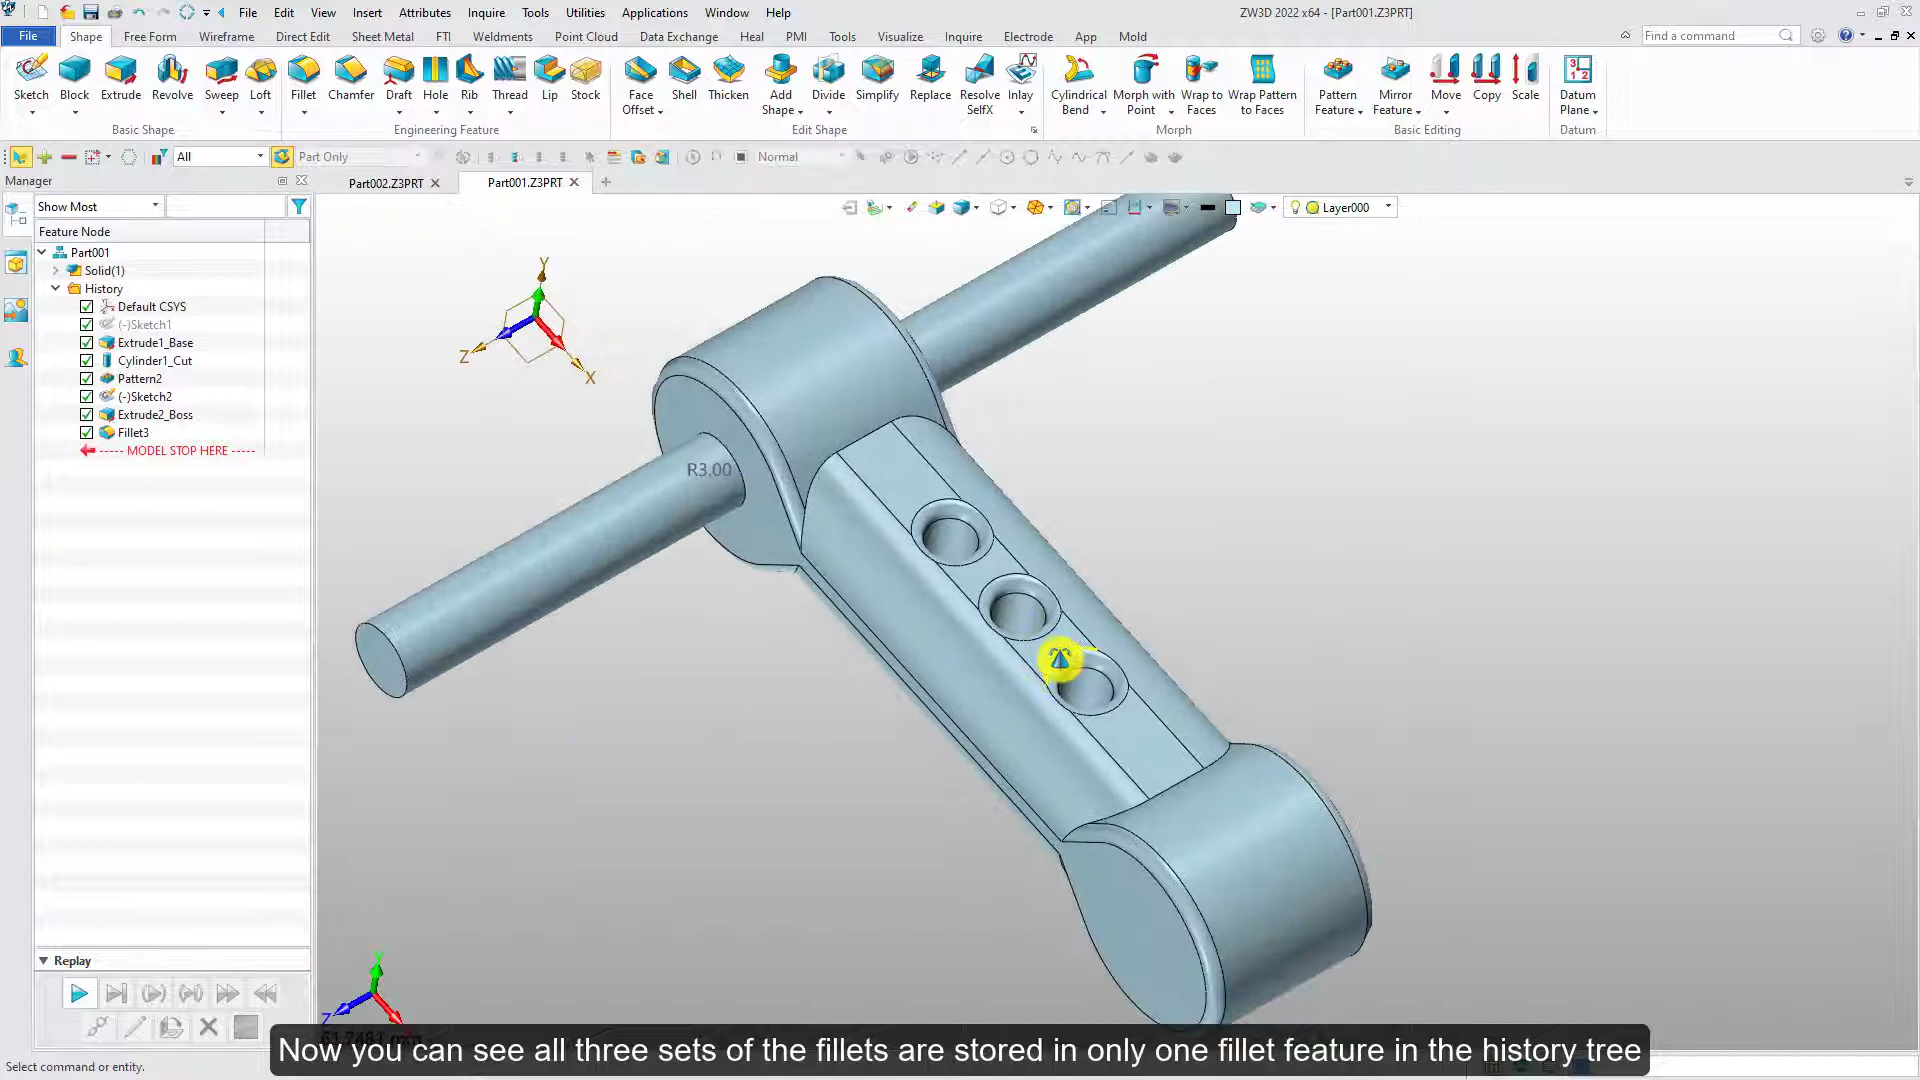 File Edit View Insert Attributes Inquire Tools Utilities Applications Window Help
ZW3D 2022 x64 - [Part001.Z3PRT]
File Shape Free Form Wireframe Direct Edit Sheet Metal FTI Weldments Point Cloud Data Exchange Heal PMI Tools Visualize Inquire Electrode App Mold
Find a command
Sketch Block Extrude Revolve Sweep Loft Fillet Chamfer Draft Hole Rib Thread Lip Stock Face Offset Shell Thicken Add Shape Divide Simplify Replace Resolve SelfX Inlay Cylindrical Bend Morph with Point Wrap to Faces Wrap Pattern to Faces Pattern Feature Mirror Feature Move Copy Scale Datum Plane
Basic Shape Engineering Feature Edit Shape Morph Basic Editing Datum
All Part Only Normal
Manager
Part002.Z3PRT Part001.Z3PRT
Show Most
Layer000
Feature Node
Part001
Solid(1)
History
Default CSYS
(-)Sketch1
Extrude1_Base
Cylinder1_Cut
Pattern2
(-)Sketch2
Extrude2_Boss
Fillet3
----- MODEL STOP HERE -----
Y
Z
X
R3.00
Replay
Y
Z
Now you can see all three sets of the fillets are stored in only one fillet feature in the history tree
Select command or entity.